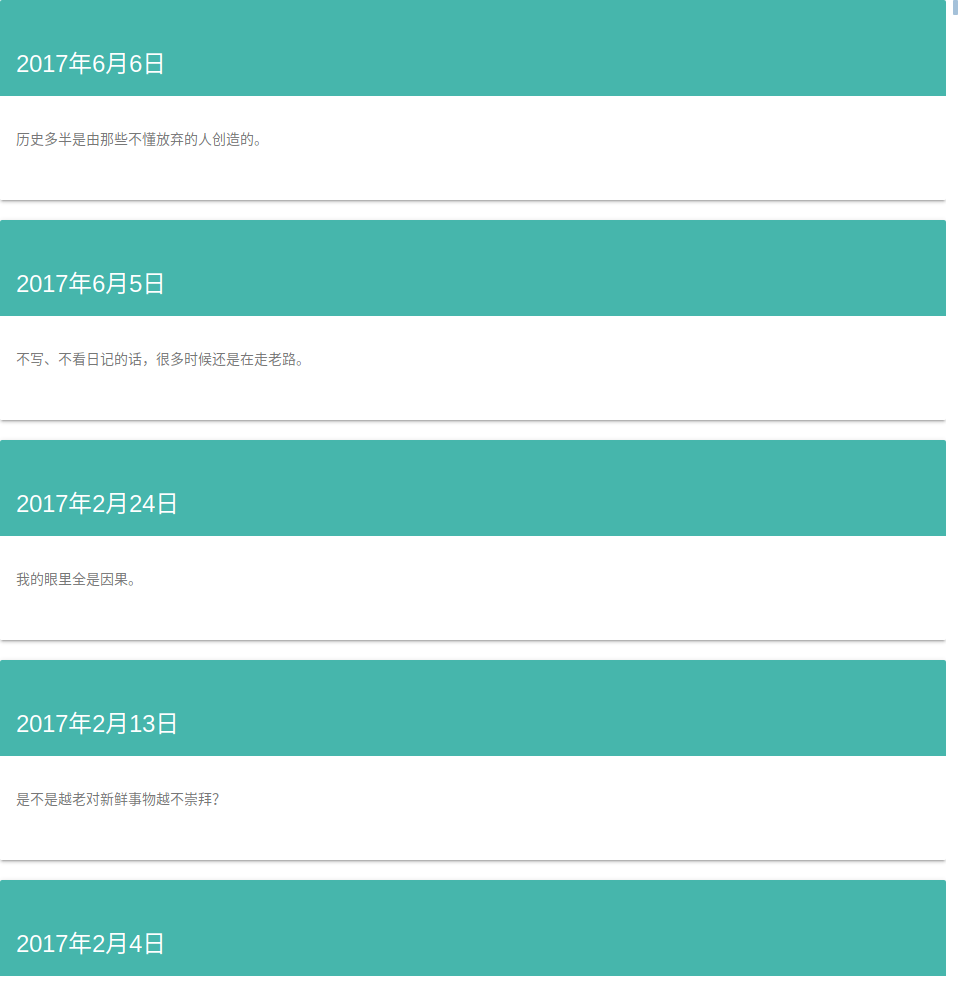 2017年6月6日
历史多半是由那些不懂放弃的人创造的。
2017年6月5日
不写、不看日记的话，很多时候还是在走老路。
2017年2月24日
我的眼里全是因果。
2017年2月13日
是不是越老对新鲜事物越不崇拜？
2017年2月4日